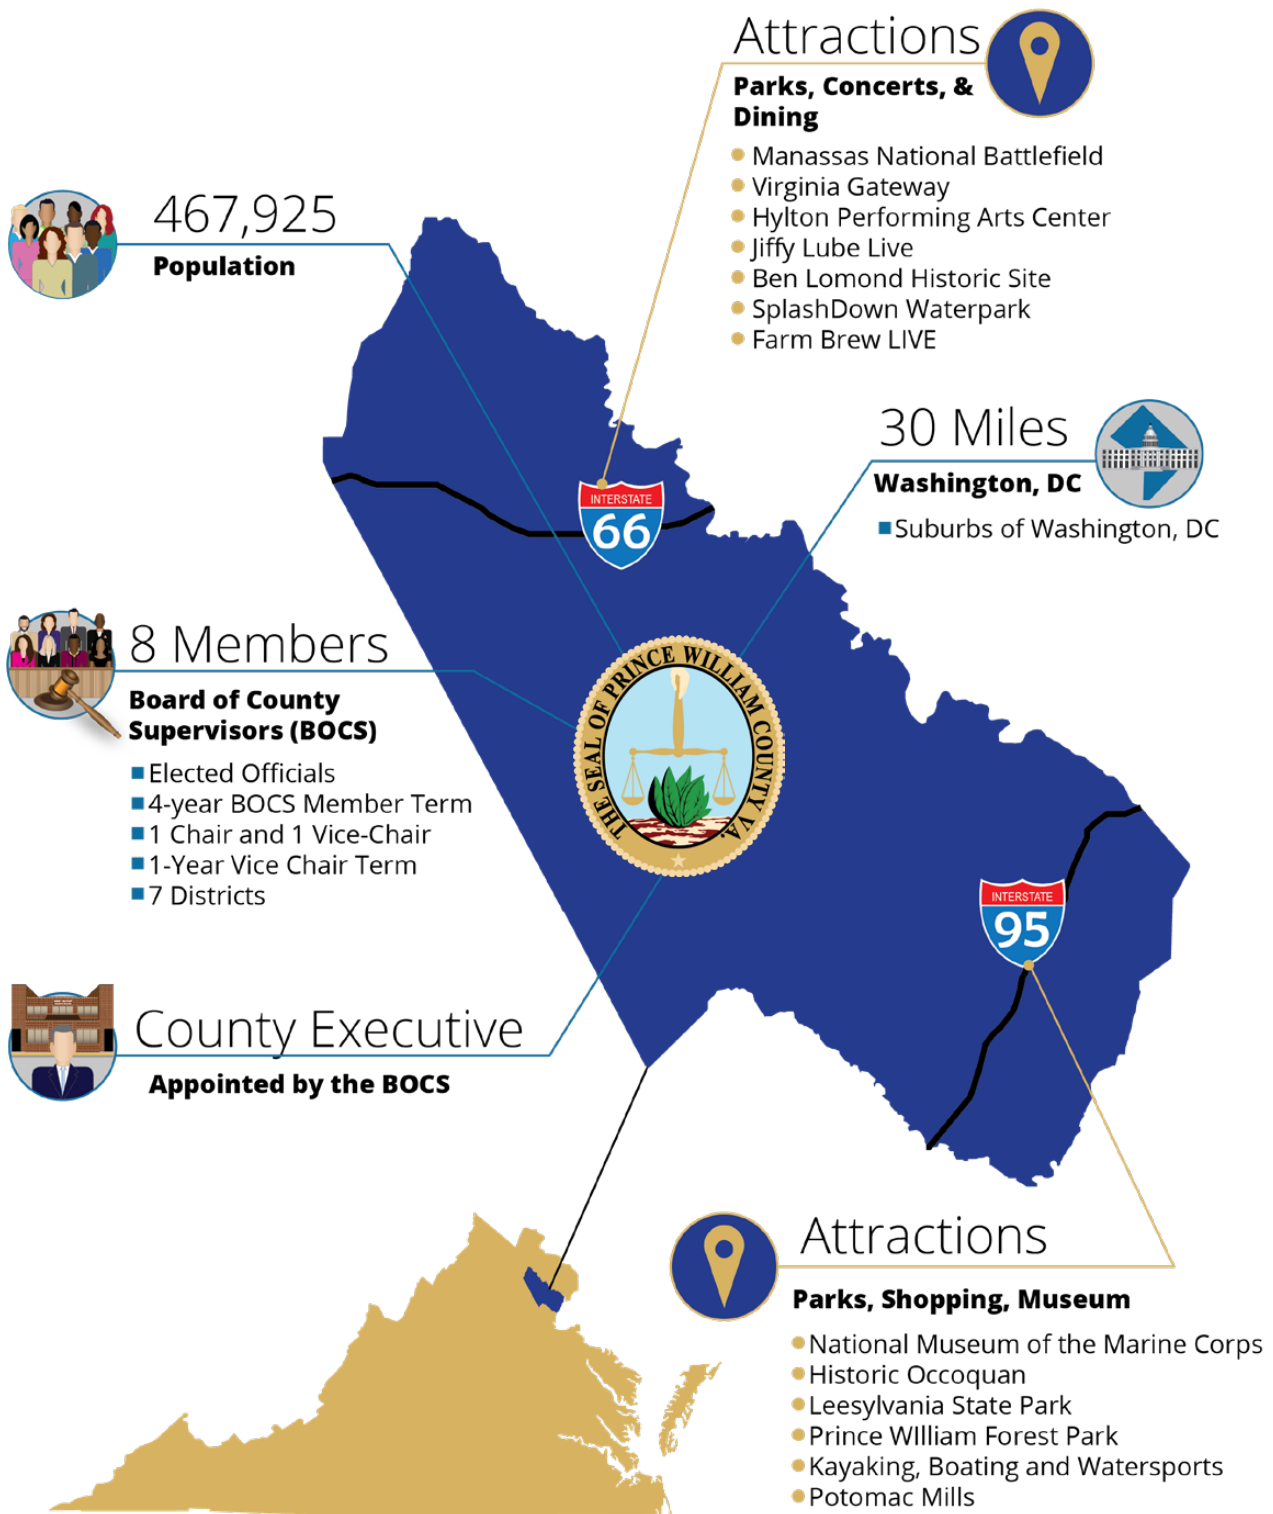 Attractions
Parks, Concerts, &
Dining
Manassas National Battlefield
Virginia Gateway
Hylton Performing Arts Center
Jiffy Lube Live
Ben Lomond Historic Site
SplashDown Waterpark
Farm Brew LIVE
467,925
Population
30 Miles
Washington, DC
Suburbs of Washington, DC
INTERSTATE
66
8 Members
Board of County
Supervisors (BOCS)
Elected Officials
4-year BOCS Member Term
1 Chair and 1 Vice-Chair
1-Year Vice Chair Term
7 Districts
THE SEAL OF PRINCE WILLIAM COUNTY VA.
INTERSTATE
95
County Executive
Appointed by the BOCS
Attractions
Parks, Shopping, Museum
National Museum of the Marine Corps
Historic Occoquan
Leesylvania State Park
Prince WIlliam Forest Park
Kayaking, Boating and Watersports
Potomac Mills